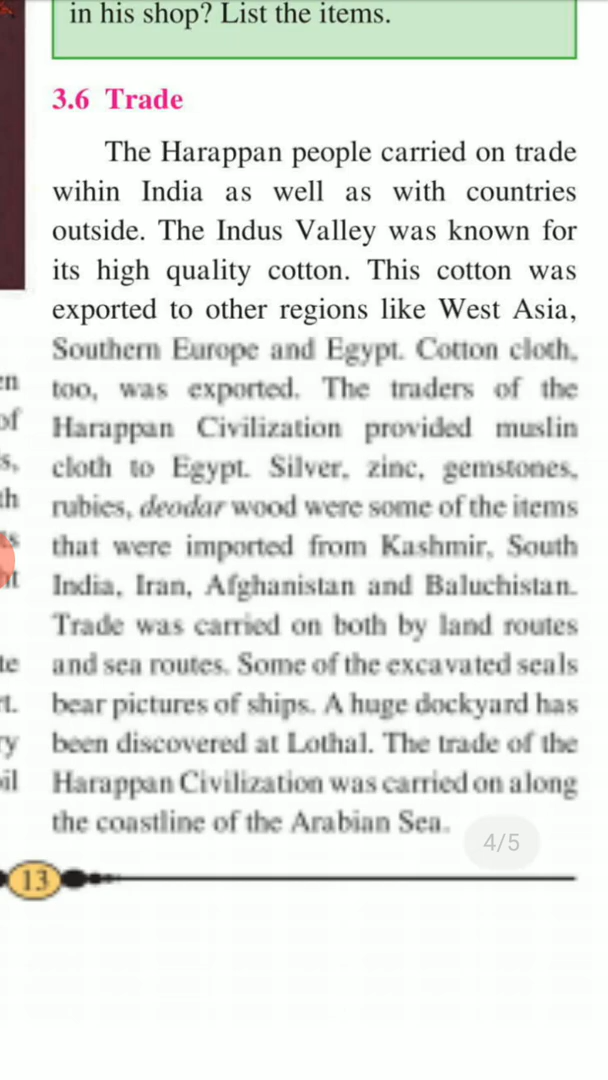 in his shop? List the items.
3.6 Trade
The Harappan people carried on trade
wihin India as well as with countries
outside. The Indus Valley was known for
its high quality cotton. This cotton was
exported to other regions like West Asia,
Southern Europe and Egypt. Cotton cloth,
too, was exported. The traders of the
Harappan Civilization provided muslin
cloth to Egypt. Silver, zinc, gemstones,
rubies, deodar wood were some of the items
that were imported from Kashmir, South
India, Iran, Afghanistan and Baluchistan.
Trade was carried on both by land routes
and sea routes. Some of the excavated seals
bear pictures of ships. A huge dockyard has
been discovered at Lothal. The trade of the
Harappan Civilization was carried on along
the coastline of the Arabian Sea.
4/5
13